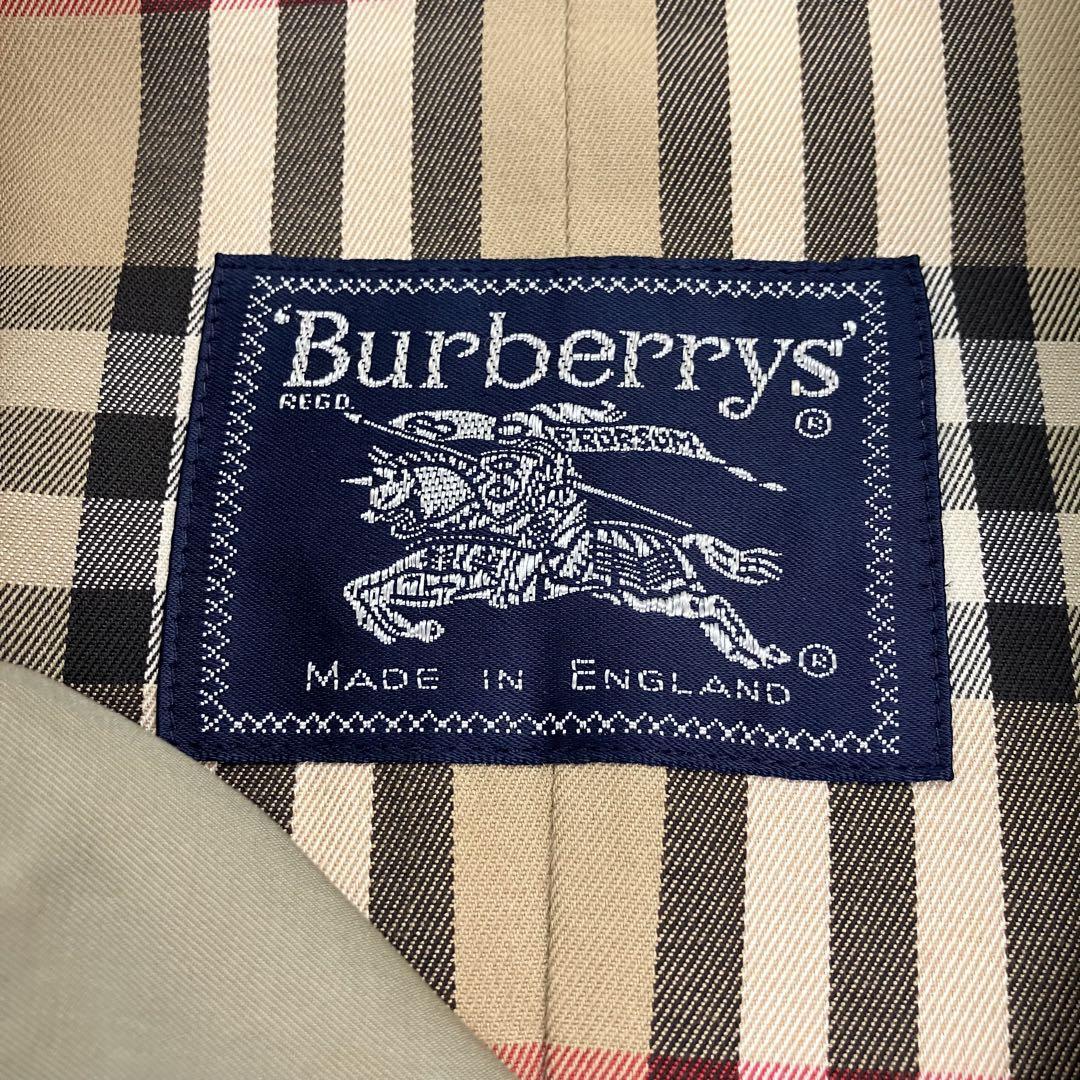 'Burberrys'
REGD.
®
PRORSUM
B
®
MADE IN ENGLAND